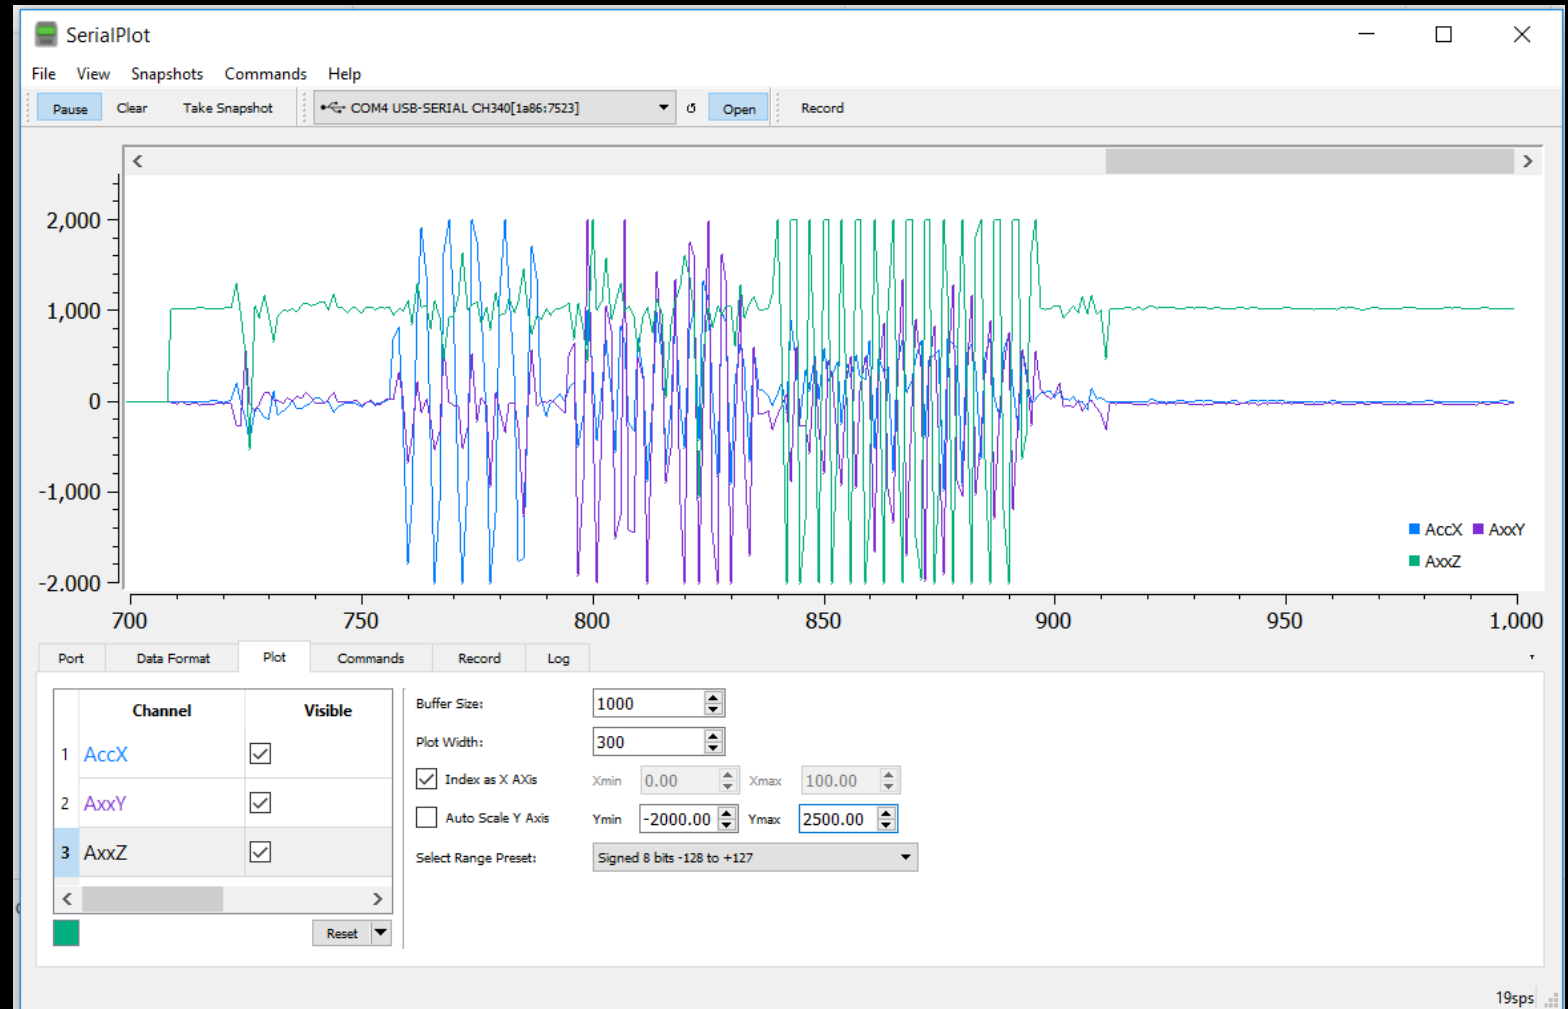 SerialPlot
File View Snapshots Commands Help
Pause Clear Take Snapshot COM4 USB-SERIAL CH340[1a86:7523] Open Record
2,000
1,000
0
-1,000
-2.000
AccX AxxY
AxxZ
700 750 800 850 900 950 1,000
Port Data Format Plot Commands Record Log
Channel Visible
1 AccX
2 AxxY
3 AxxZ
Reset
Buffer Size: 1000
Plot Width: 300
Index as X AXis Xmin 0.00 Xmax 100.00
Auto Scale Y Axis Ymin -2000.00 Ymax 2500.00
Select Range Preset: Signed 8 bits -128 to +127
19sps